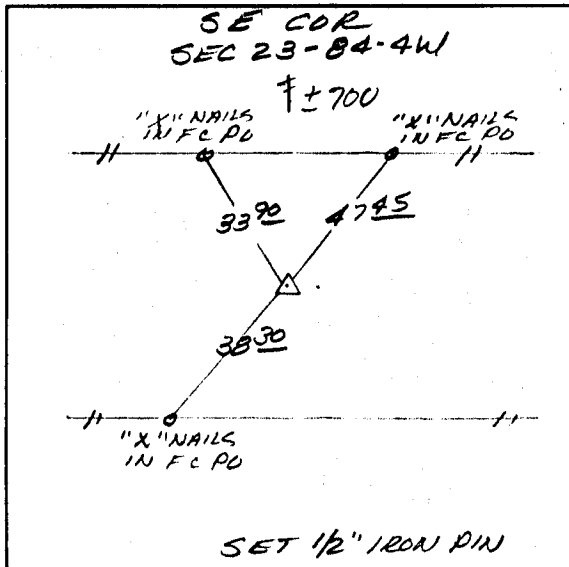 SE COR
SEC 23-84-4W
±700
"X" NAILS
IN FC PO
"X" NAILS
IN FC PO
33 90
47 45
38 30
"X" NAILS
IN FC PO
SET 1/2" IRON PIN